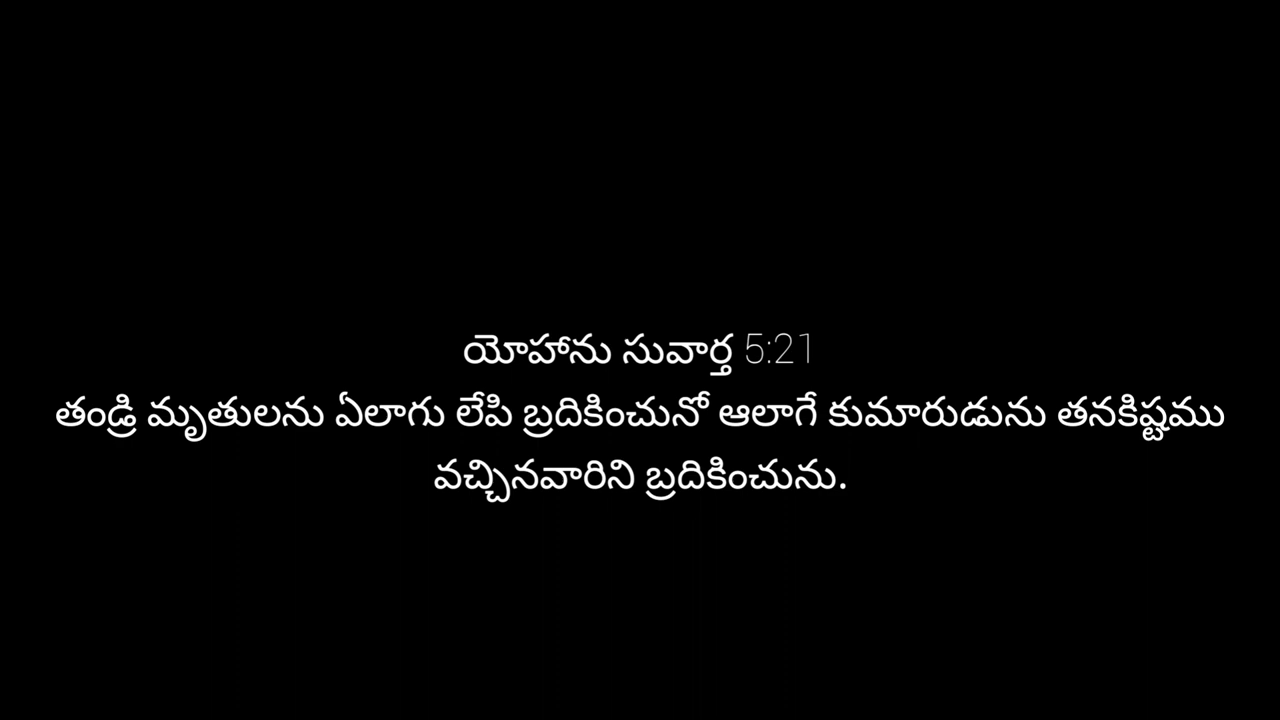 యోహాను సువార్త 5:21
తండ్రి మృతులను ఏలాగు లేపి బ్రదికించునో ఆలాగే కుమారుడును తనకిష్టము
వచ్చినవారిని బ్రదికించును.